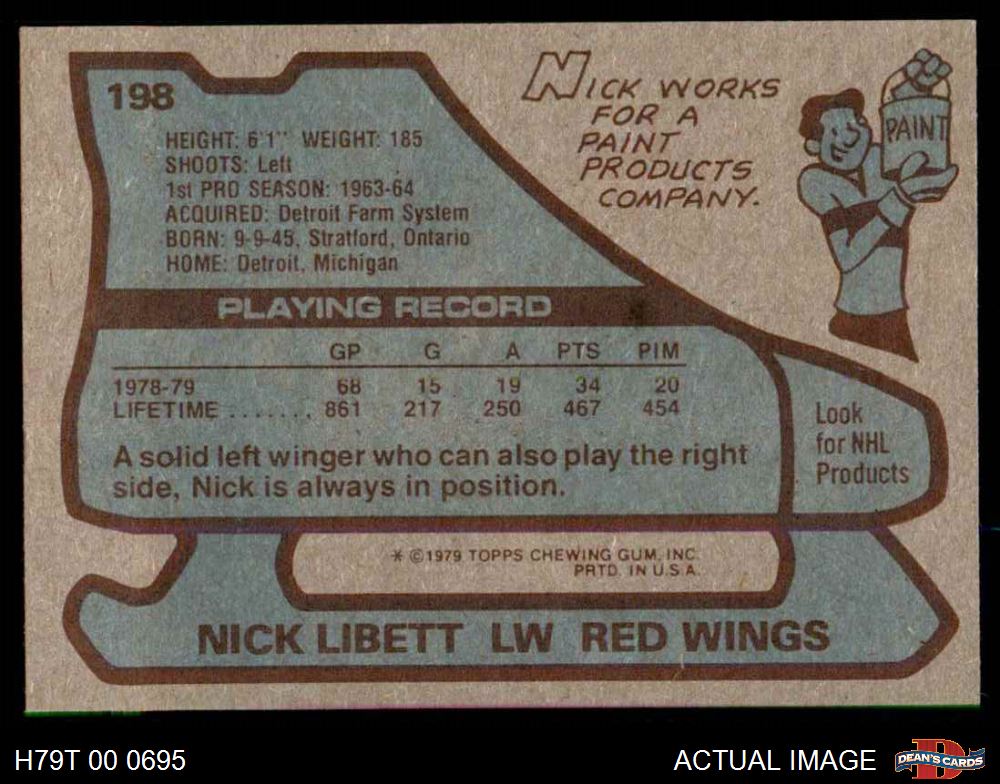 198
HEIGHT: 6'1" WEIGHT: 185
SHOOTS: Left
1st PRO SEASON: 1963-64
ACQUIRED: Detroit Farm System
BORN: 9-9-45, Stratford, Ontario
HOME: Detroit, Michigan
NICK WORKS
FOR A
PAINT
PRODUCTS
COMPANY.
PAINT
PLAYING RECORD
GP G A PTS PIM
1978-79 68 15 19 34 20
LIFETIME ....... 861 217 250 467 454
A solid left winger who can also play the right
side, Nick is always in position.
Look
for NHL
Products
* ©1979 TOPPS CHEWING GUM, INC.
PRTD. IN U.S.A.
NICK LIBETT LW RED WINGS
H79T 00 0695
ACTUAL IMAGE
DEAN'S CARDS